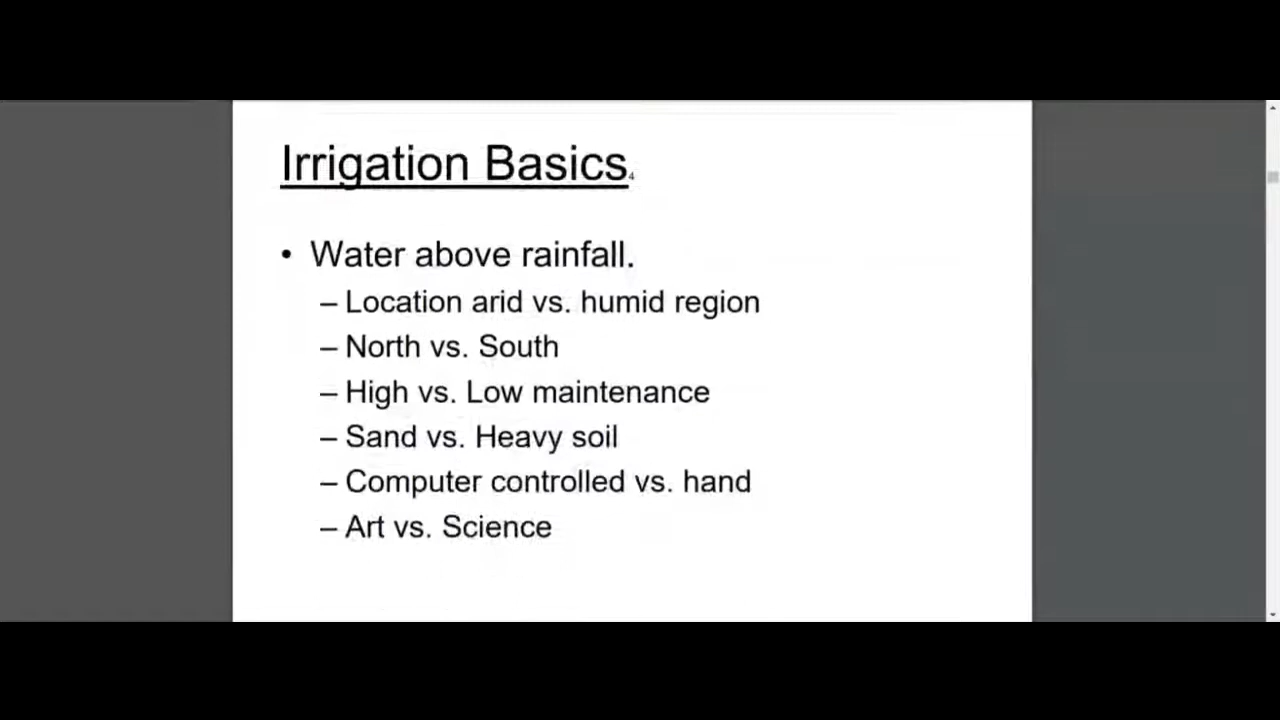 Irrigation Basics.4
• Water above rainfall.
– Location arid vs. humid region
– North vs. South
– High vs. Low maintenance
– Sand vs. Heavy soil
– Computer controlled vs. hand
– Art vs. Science